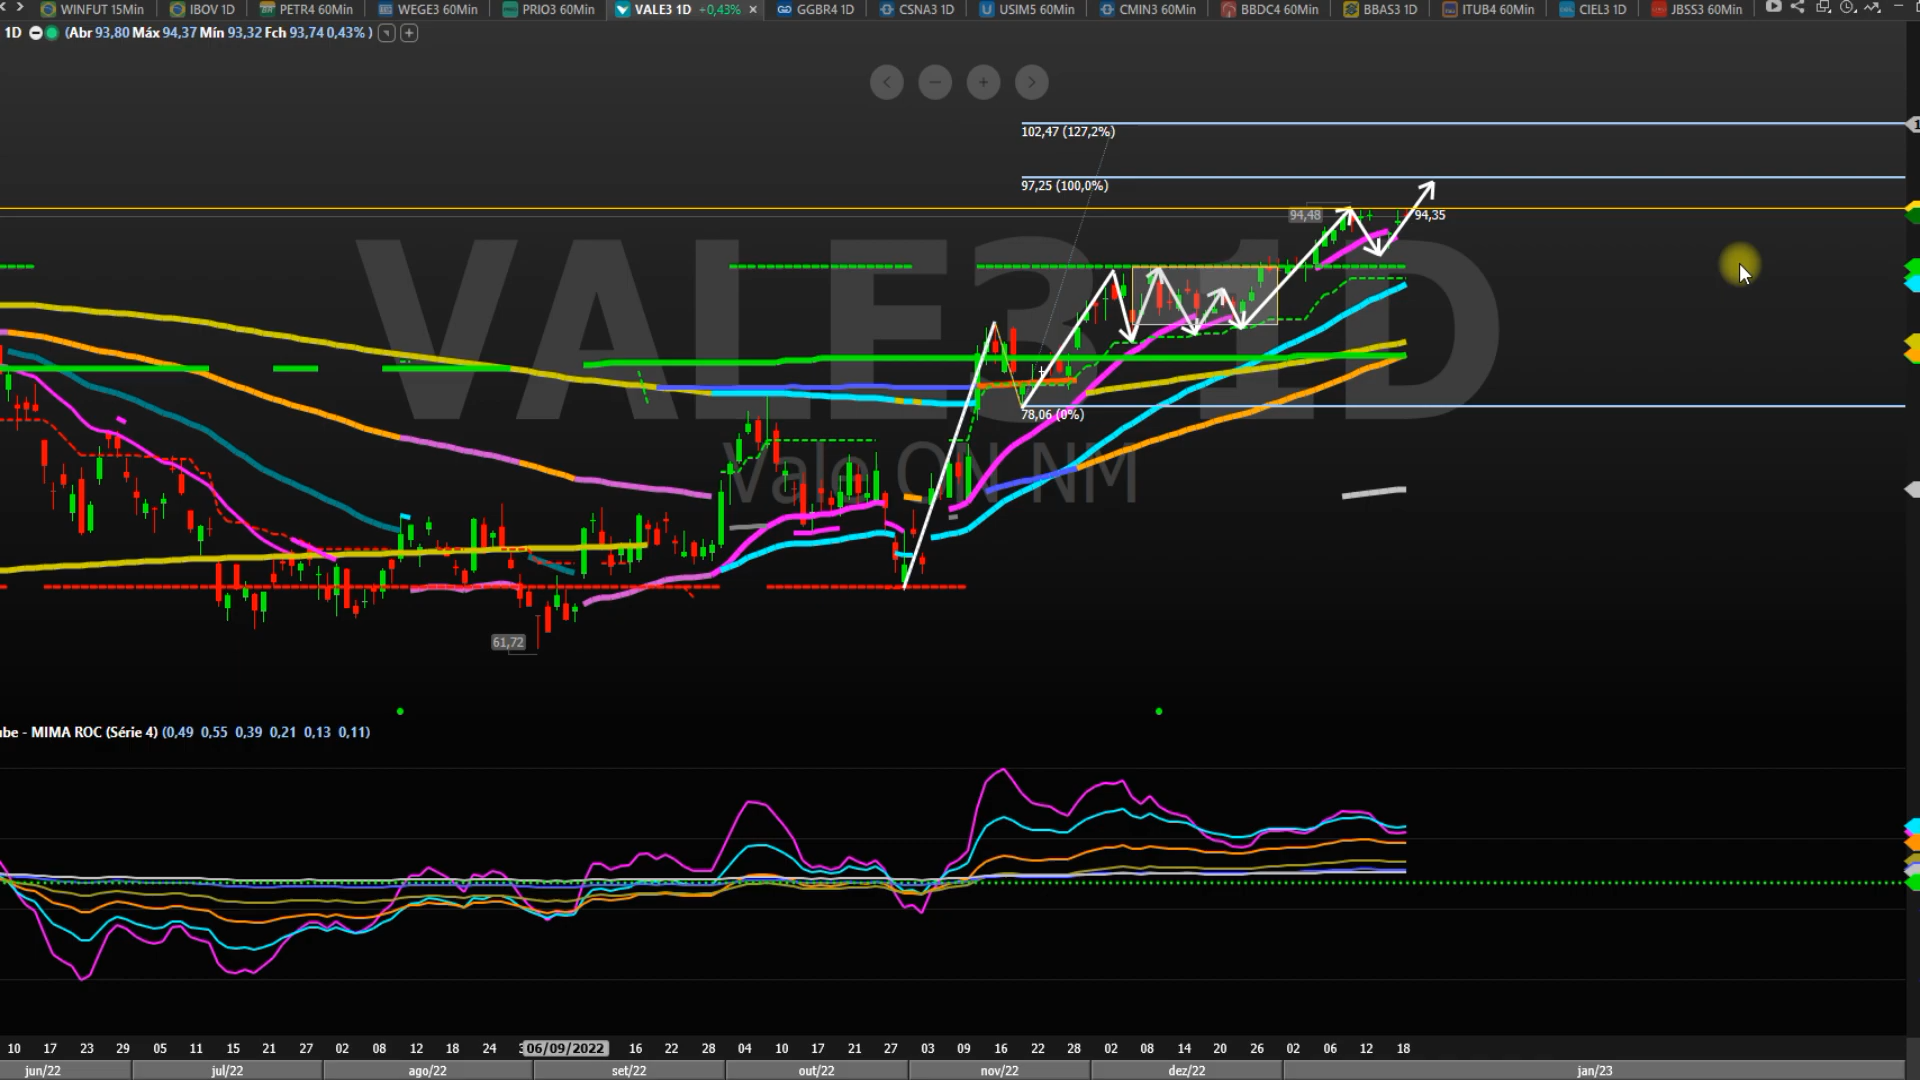 WINFUT 15Min IBOV 1D PETR4 60Min WEGE3 60Min PRIO3 60Min VALE3 1D +0,43% GGBR4 1D CSNA3 1D USIM5 60Min CMIN3 60Min BBDC4 60Min BBAS3 1D ITUB4 60Min CIEL3 1D JBSS3 60Min
1D (Abr 93,80 Máx 94,37 Mín 93,32 Fch 93,74 0,43% )
102,47 (127,2%)
97,25 (100,0%)
94,48 94,35
VALE3 1D
78,06 (0%)
Vale ON NM
61,72
ube - MIMA ROC (Série 4) (0,49 0,55 0,39 0,21 0,13 0,11)
10 17 23 29 05 11 15 21 27 02 08 12 18 24 06/09/2022 16 22 28 04 10 17 21 27 03 09 16 22 28 02 08 14 20 26 02 06 12 18
jun/22 jul/22 ago/22 set/22 out/22 nov/22 dez/22 jan/23